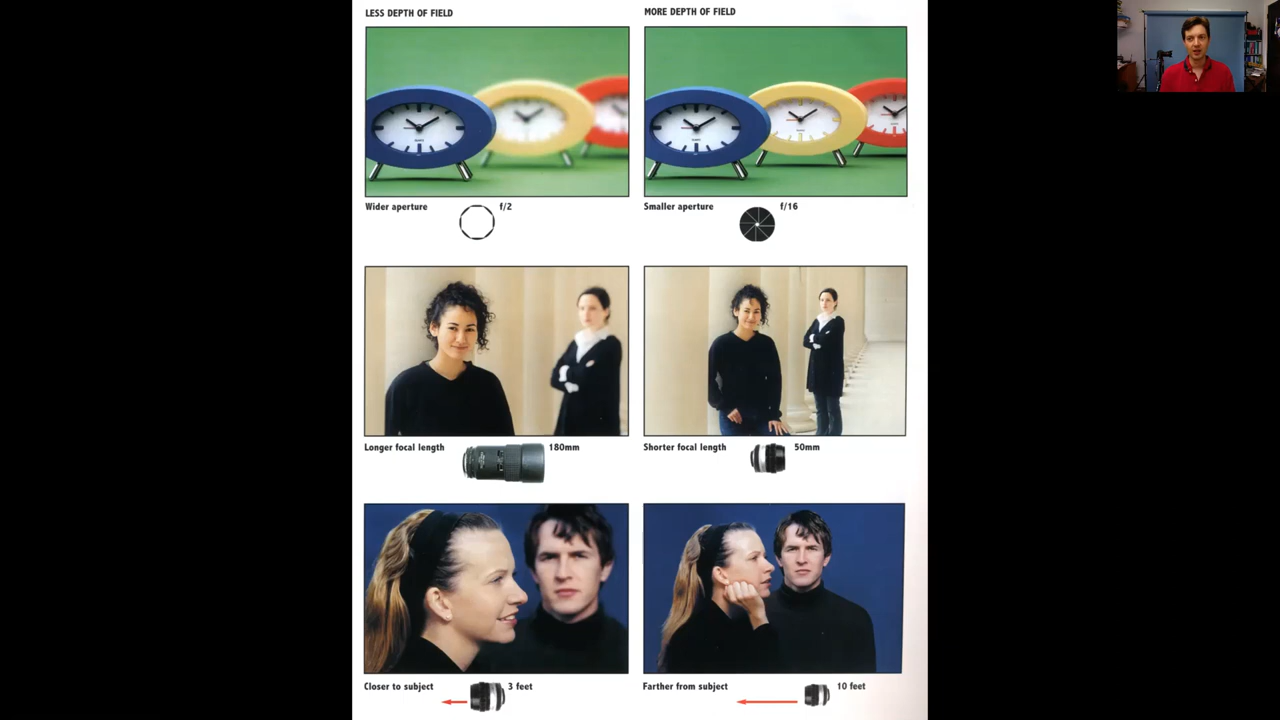 LESS DEPTH OF FIELD
MORE DEPTH OF FIELD
Wider aperture f/2
Smaller aperture f/16
Longer focal length 180mm
Shorter focal length 50mm
Closer to subject 3 feet
Farther from subject 10 feet